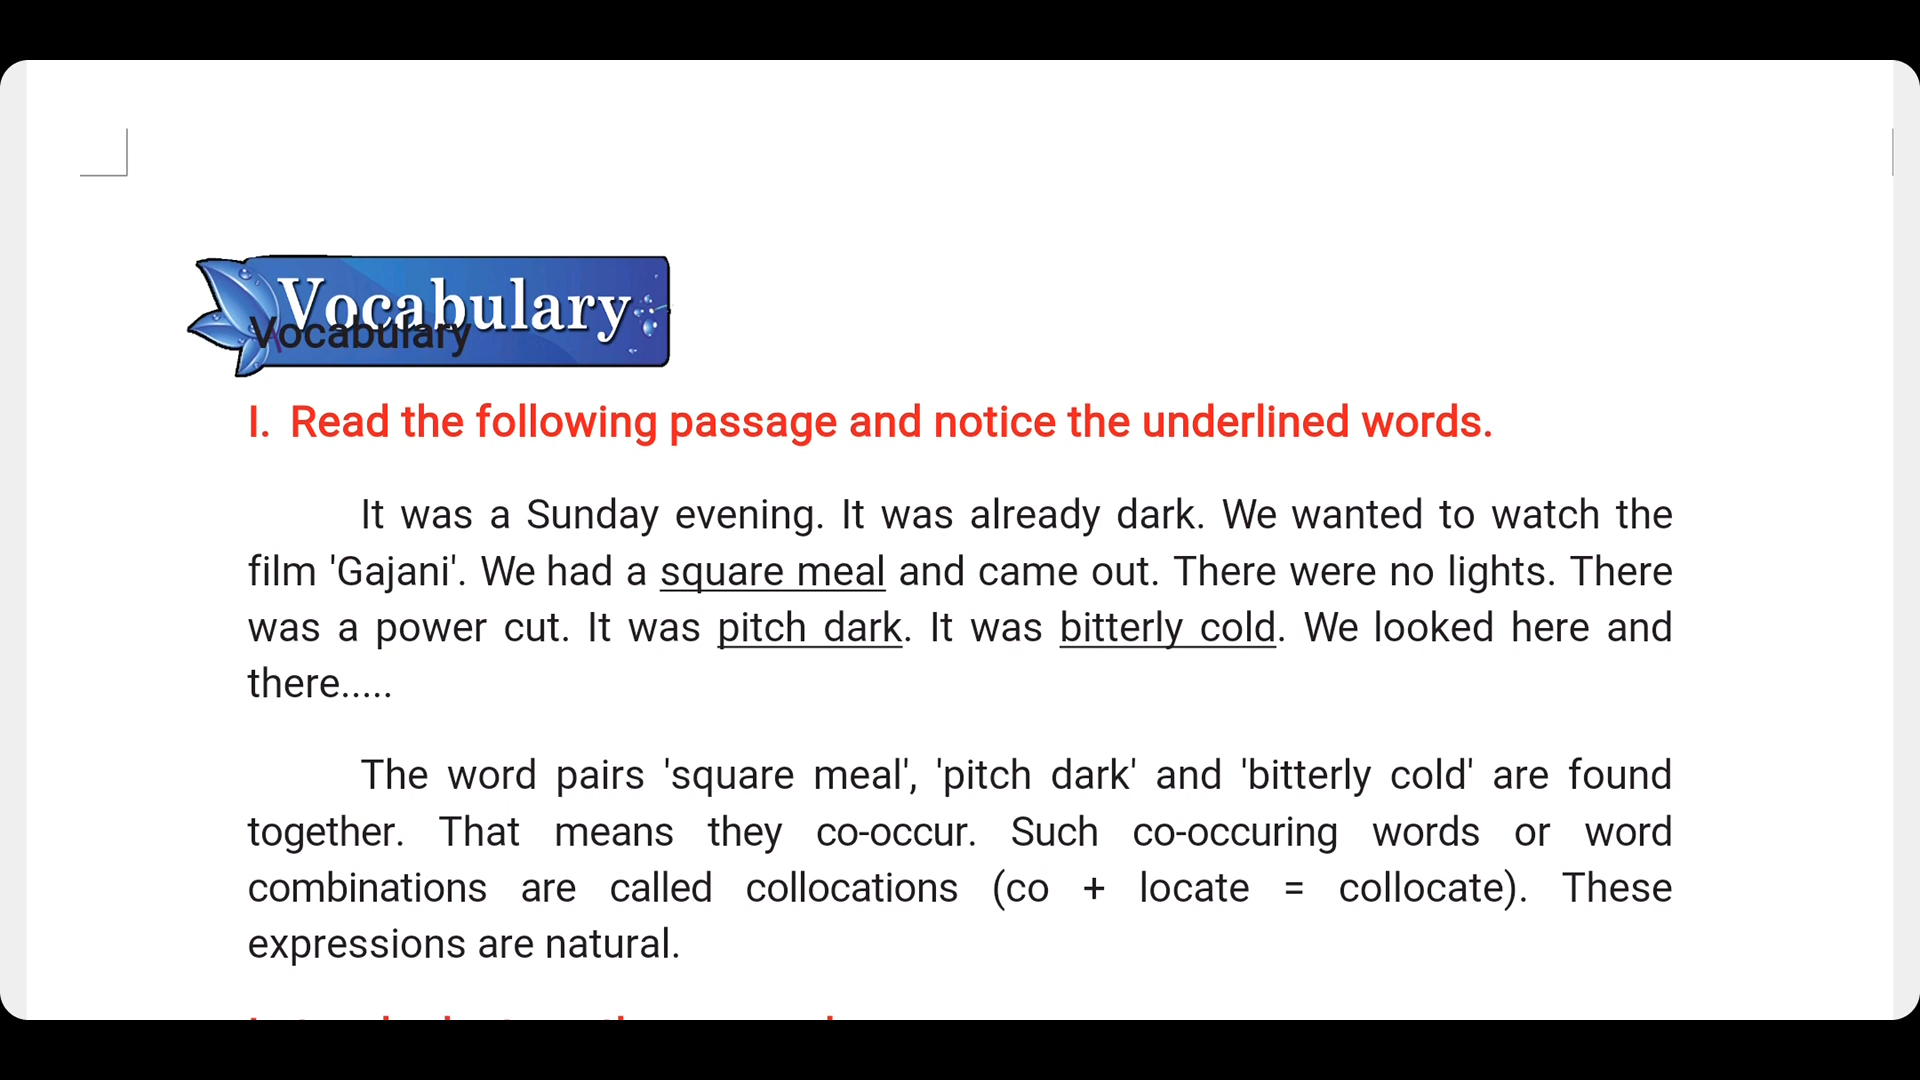 Vocabulary
Vocabulary
I. Read the following passage and notice the underlined words.
It was a Sunday evening. It was already dark. We wanted to watch the
film 'Gajani'. We had a square meal and came out. There were no lights. There
was a power cut. It was pitch dark. It was bitterly cold. We looked here and
there.....
The word pairs 'square meal', 'pitch dark' and 'bitterly cold' are found
together. That means they co-occur. Such co-occuring words or word
combinations are called collocations (co + locate = collocate). These
expressions are natural.